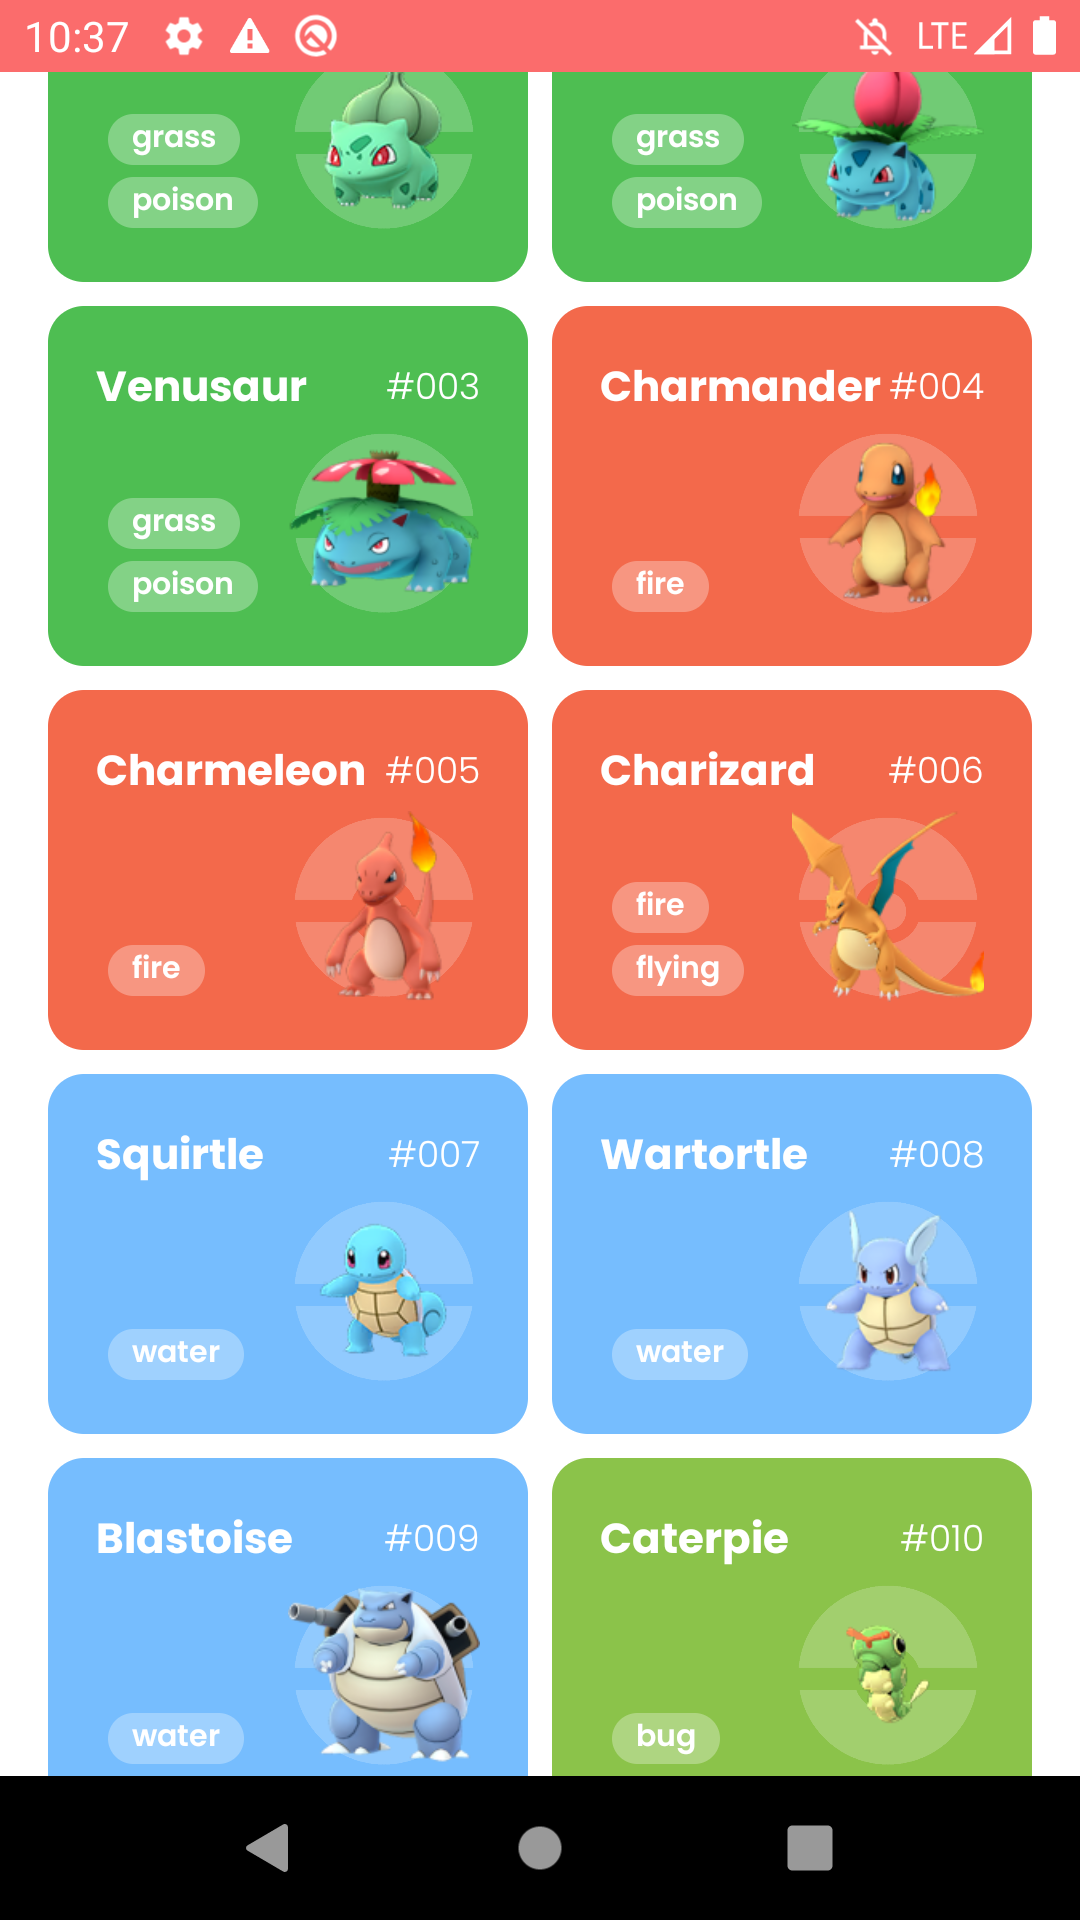 10:37 LTE
grass
poison
grass
poison
Venusaur #003
grass
poison
Charmander #004
fire
Charmeleon #005
fire
Charizard #006
fire
flying
Squirtle #007
water
Wartortle #008
water
Blastoise #009
water
Caterpie #010
bug